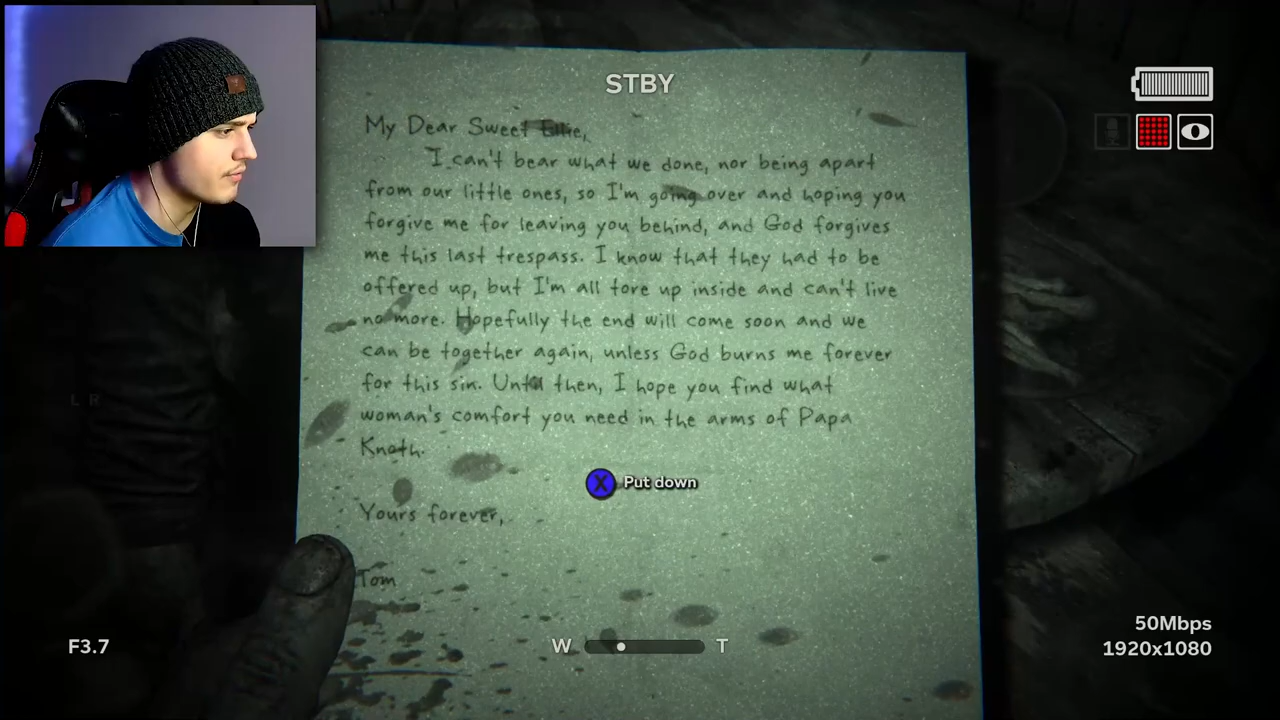 STBY
My Dear Sweet Ellie,
I can't bear what we done, nor being apart
from our little ones, so I'm going over and hoping you
forgive me for leaving you behind, and God forgives
me this last trespass. I know that they had to be
offered up, but I'm all tore up inside and can't live
no more. Hopefully the end will come soon and we
can be together again, unless God burns me forever
for this sin. Until then, I hope you find what
woman's comfort you need in the arms of Papa
Knoth.
X Put down
Yours forever,
Tom
L R
F3.7
W T
50Mbps
1920x1080